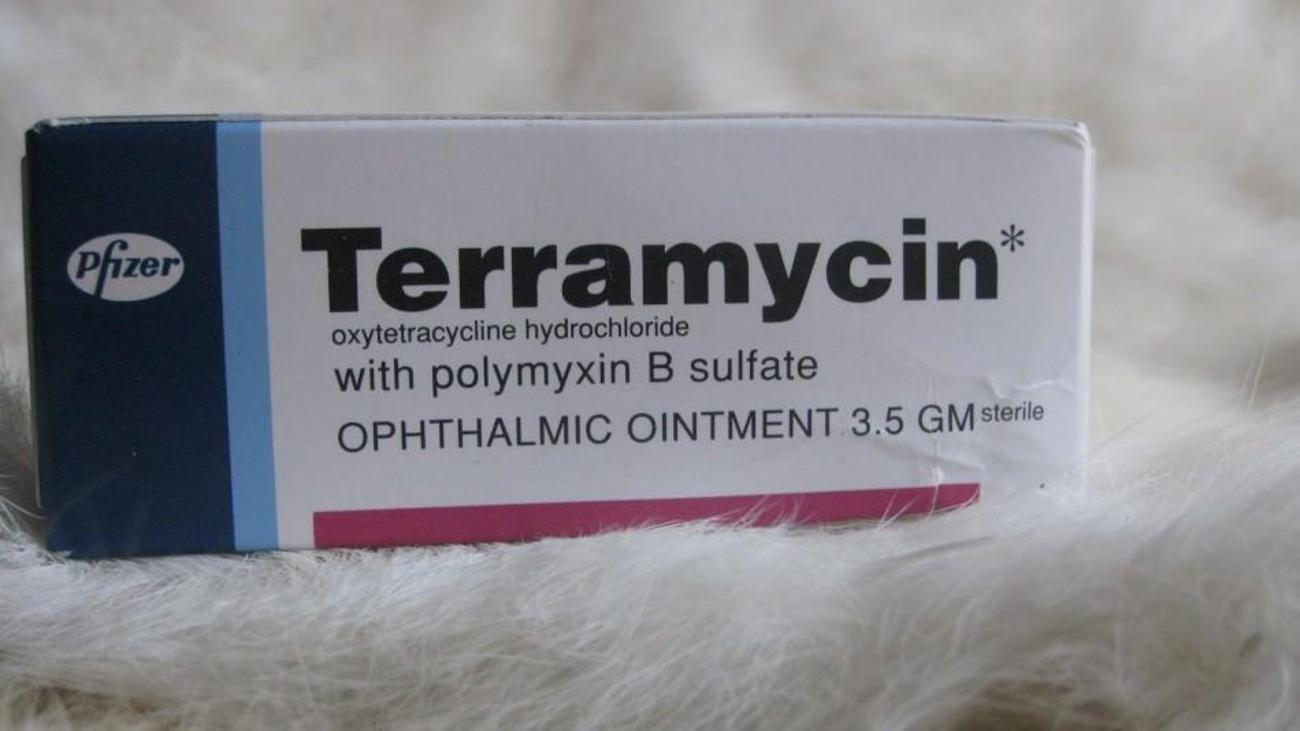 Pfizer
Terramycin*
oxytetracycline hydrochloride
with polymyxin B sulfate
OPHTHALMIC OINTMENT 3.5 GM sterile